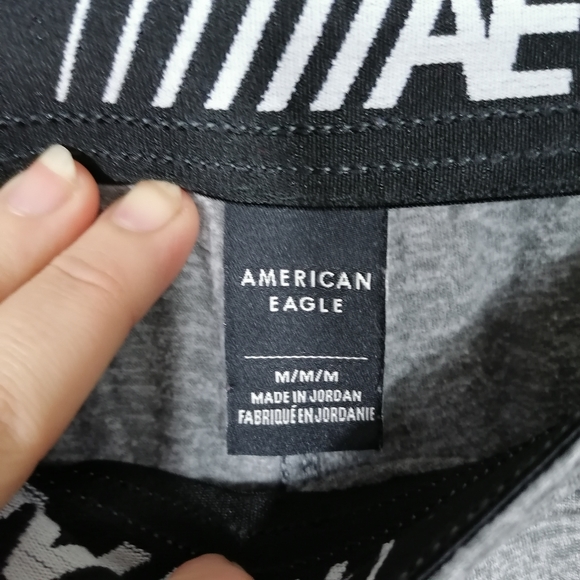 AE
AMERICAN
EAGLE
M/M/M
MADE IN JORDAN
FABRIQUÉ EN JORDANIE